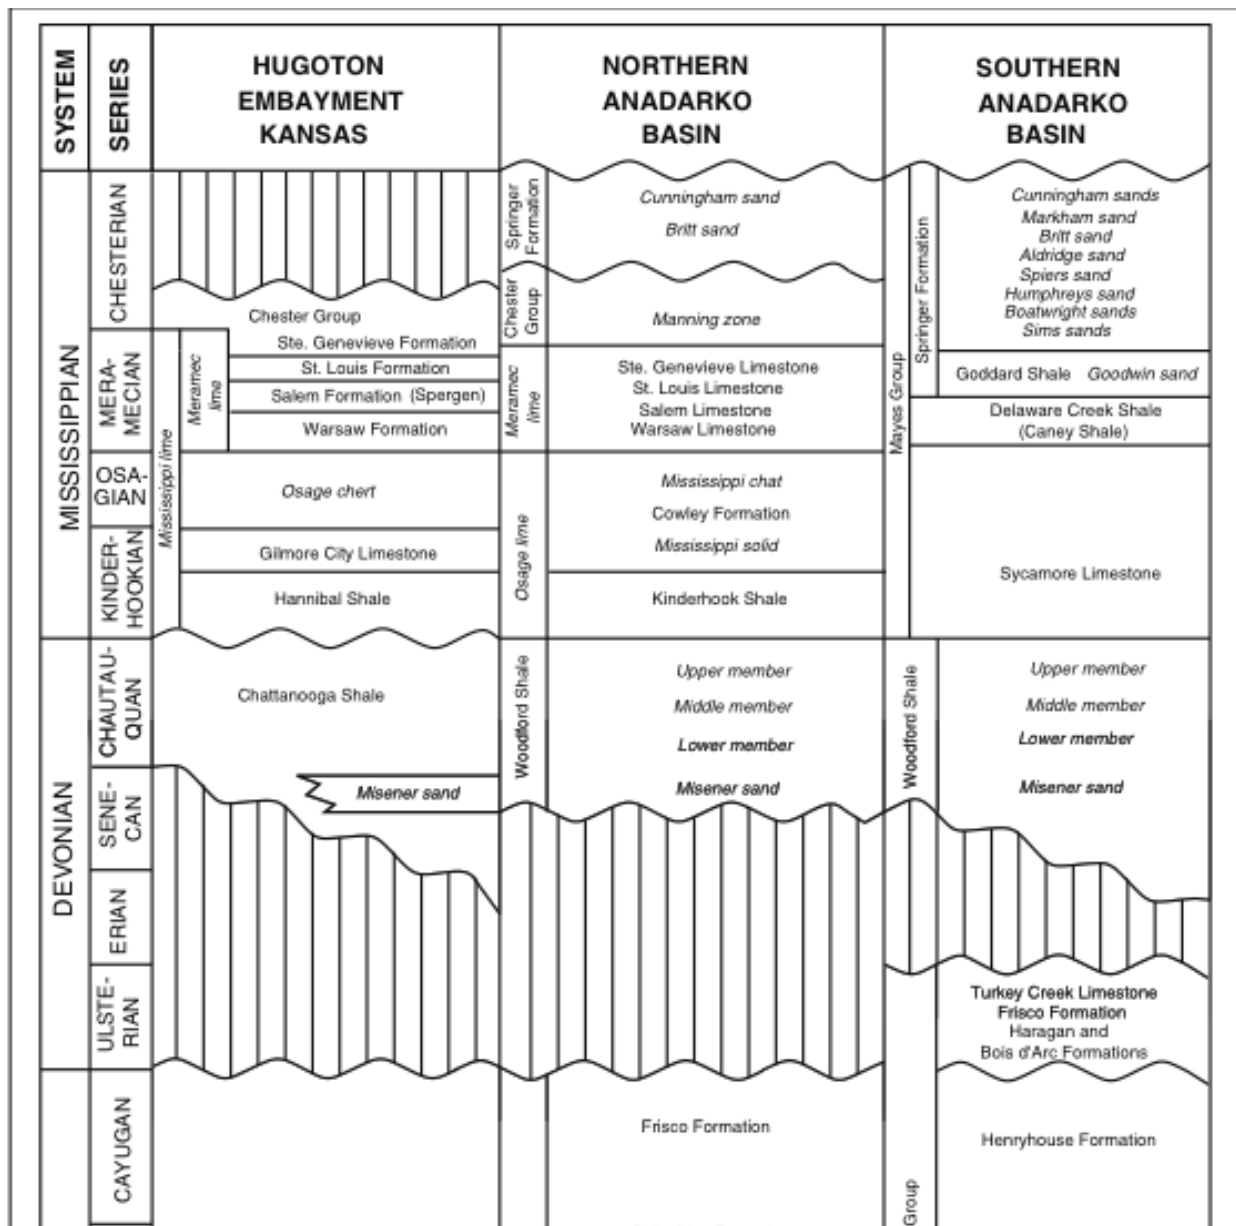 SYSTEM
SERIES
HUGOTON
EMBAYMENT
KANSAS
NORTHERN
ANADARKO
BASIN
SOUTHERN
ANADARKO
BASIN
MISSISSIPPIAN
CHESTERIAN
Chester Group
Springer
Formation
Cunningham sand
Britt sand
Chester
Group
Manning zone
Mayes Group
Springer Formation
Cunningham sands
Markham sand
Britt sand
Aldridge sand
Spiers sand
Humphreys sand
Boatwright sands
Sims sands
MERA-
MECIAN
Mississippi lime
Meramec
lime
Ste. Genevieve Formation
St. Louis Formation
Salem Formation (Spergen)
Warsaw Formation
Meramec
lime
Ste. Genevieve Limestone
St. Louis Limestone
Salem Limestone
Warsaw Limestone
Goddard Shale Goodwin sand
Delaware Creek Shale
(Caney Shale)
OSA-
GIAN
Osage chert
Osage lime
Mississippi chat
Cowley Formation
Mississippi solid
KINDER-
HOOKIAN
Gilmore City Limestone
Hannibal Shale
Kinderhook Shale
Sycamore Limestone
DEVONIAN
CHAUTAU-
QUAN
Chattanooga Shale
Misener sand
Woodford Shale
Upper member
Middle member
Lower member
Misener sand
Woodford Shale
Upper member
Middle member
Lower member
Misener sand
SENE-
CAN
ERIAN
ULSTE-
RIAN
Turkey Creek Limestone
Frisco Formation
Haragan and
Bois d'Arc Formations
CAYUGAN
Frisco Formation
Group
Henryhouse Formation